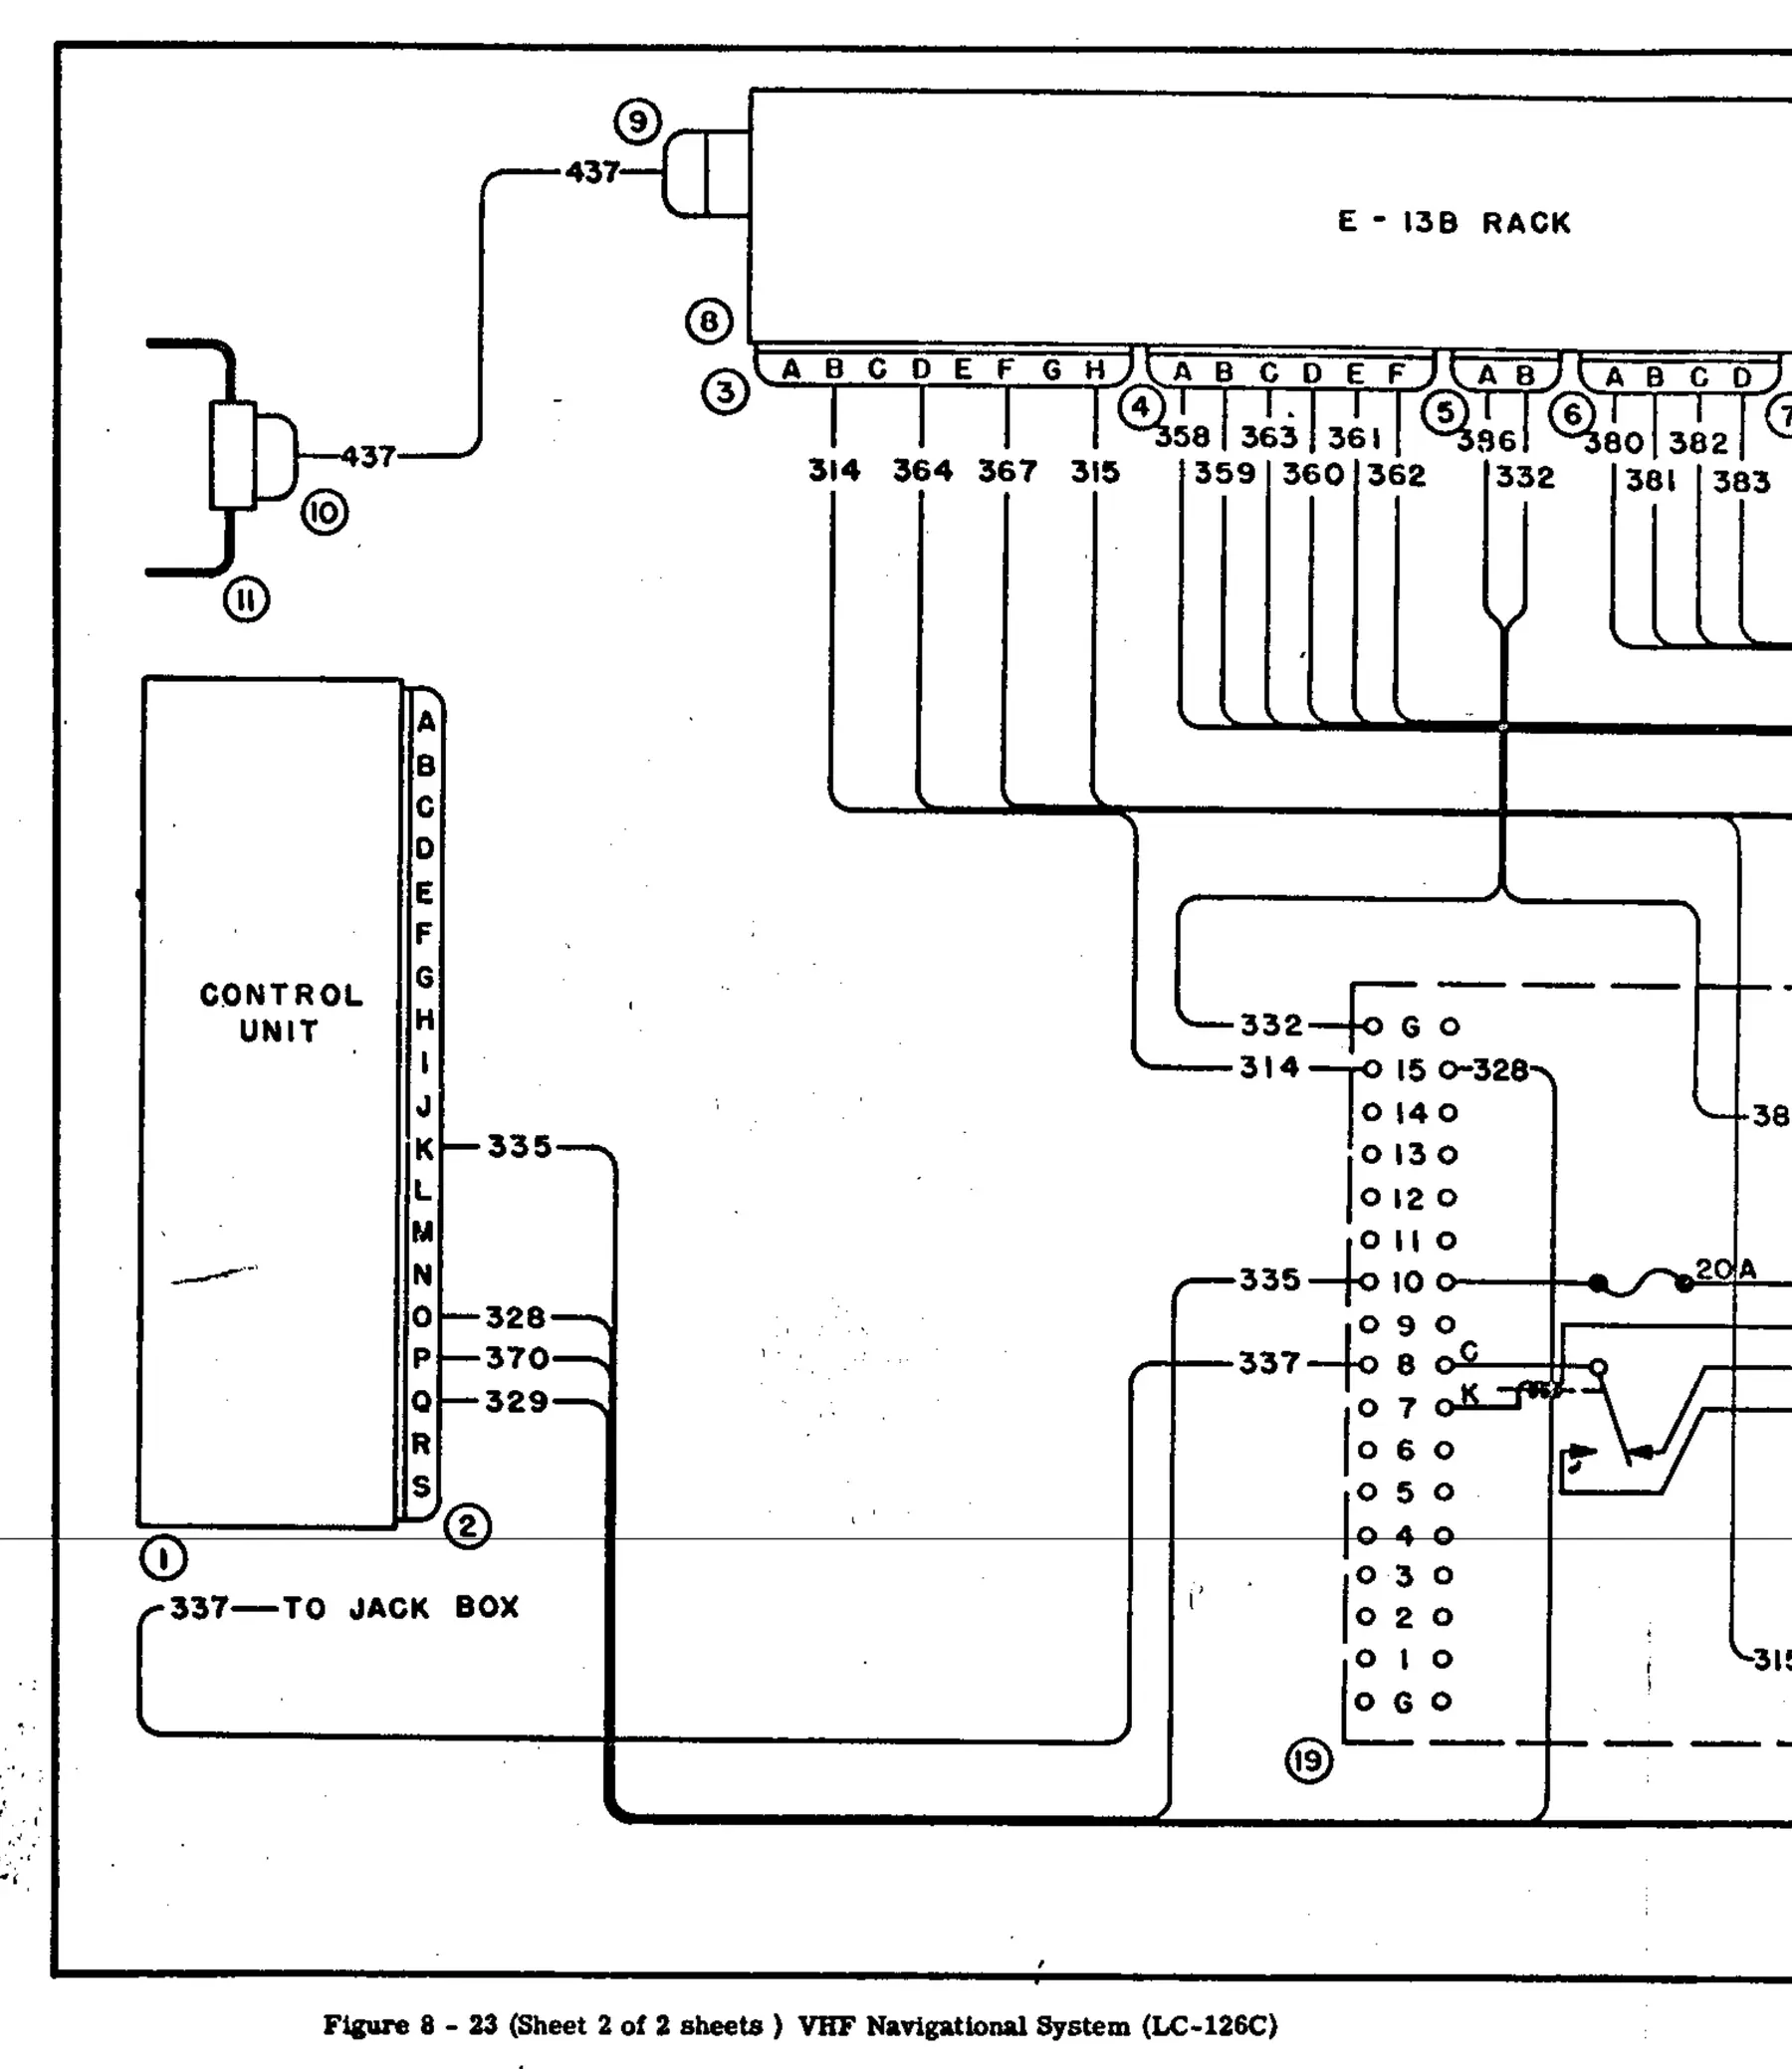 9
437
E - 13B RACK
8
3
A B C D E F G H
4
A B C D E F
5
A B
6
A B C D
7
358 363 361
380 382
314 364 367 315
359 360 362
332
381 383
437
10
11
CONTROL
UNIT
A
B
C
D
E
F
G
H
I
J
K 335
L
M
N
O 328
P 370
Q 329
R
S
2
1
337 TO JACK BOX
332 G
314 15 328
14
38
13
12
11
335 10 20A
9
337 8 C
7 K
6
5
4
3
2
1
315
G
19
Figure 8 - 23 (Sheet 2 of 2 sheets ) VHF Navigational System (LC-126C)